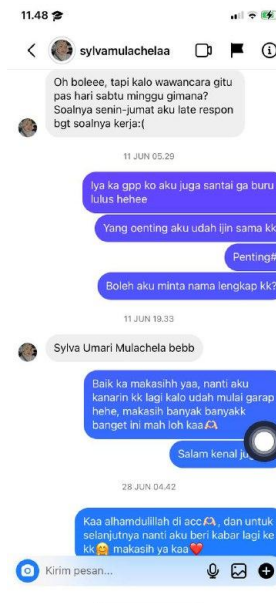 11.48
sylvamulachelaa
Oh boleee, tapi kalo wawancara gitu
pas hari sabtu minggu gimana?
Soalnya senin-jumat aku late respon
bgt soalnya kerja:(
11 JUN 05.29
Iya ka gpp ko aku juga santai ga buru
lulus hehee
Yang oenting aku udah ijin sama kk
Penting#
Boleh aku minta nama lengkap kk?
11 JUN 19.33
Sylva Umari Mulachela bebb
Baik ka makasihh yaa, nanti aku
kanarin kk lagi kalo udah mulai garap
hehe, makasih banyak banyakk
banget ini mah loh kaa🫶
Salam kenal
28 JUN 04.42
Kaa alhamdulillah di acc🫶, dan untuk
selanjutnya nanti aku beri kabar lagi ke
kk🤗 makasih ya kaa❤️
Kirim pesan...